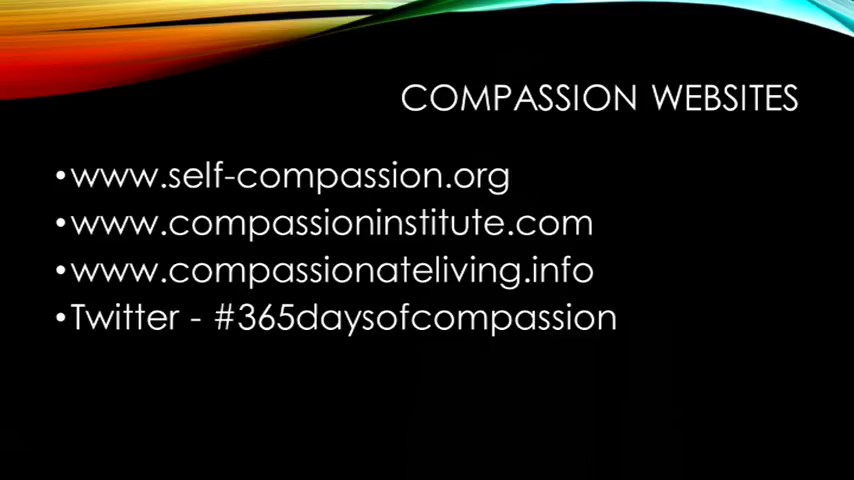 COMPASSION WEBSITES
•www.self-compassion.org
•www.compassioninstitute.com
•www.compassionateliving.info
•Twitter - #365daysofcompassion